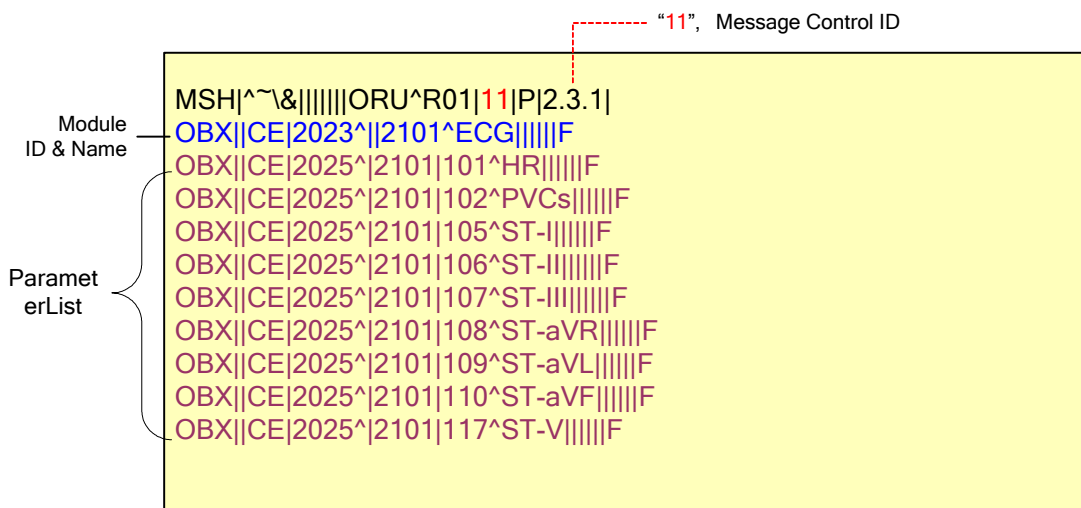 “11”, Message Control ID
MSH|^~\&|||||||ORU^R01|11|P|2.3.1|
Module
ID & Name
OBX||CE|2023^||2101^ECG||||||F
OBX||CE|2025^|2101|101^HR||||||F
OBX||CE|2025^|2101|102^PVCs||||||F
OBX||CE|2025^|2101|105^ST-I||||||F
OBX||CE|2025^|2101|106^ST-II||||||F
Paramet
erList
OBX||CE|2025^|2101|107^ST-III||||||F
OBX||CE|2025^|2101|108^ST-aVR||||||F
OBX||CE|2025^|2101|109^ST-aVL||||||F
OBX||CE|2025^|2101|110^ST-aVF||||||F
OBX||CE|2025^|2101|117^ST-V||||||F